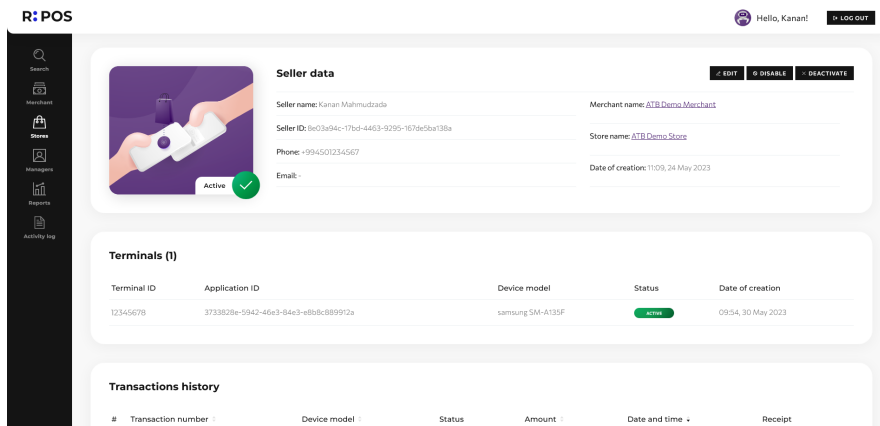 R:POS
Hello, Kanan!
LOG OUT
Search
Merchant
Stores
Managers
Reports
Activity log
Active
Seller data
EDIT
DISABLE
DEACTIVATE
Seller name: Kanan Mahmudzada
Seller ID: 8e03a94c-17bd-4463-9295-167de5ba138a
Phone: +994501234567
Email: -
Merchant name: ATB Demo Merchant
Store name: ATB Demo Store
Date of creation: 11:09, 24 May 2023
Terminals (1)
Terminal ID Application ID Device model Status Date of creation
12345678 3733828e-5942-46e3-84e3-e8b8c889912a samsung SM-A135F ACTIVE 09:54, 30 May 2023
Transactions history
# Transaction number Device model Status Amount Date and time Receipt